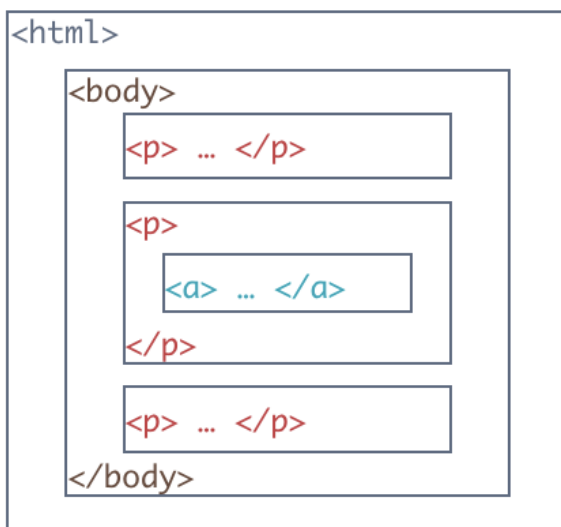 <html>
<body>
<p> … </p>
<p>
<a> … </a>
</p>
<p> … </p>
</body>